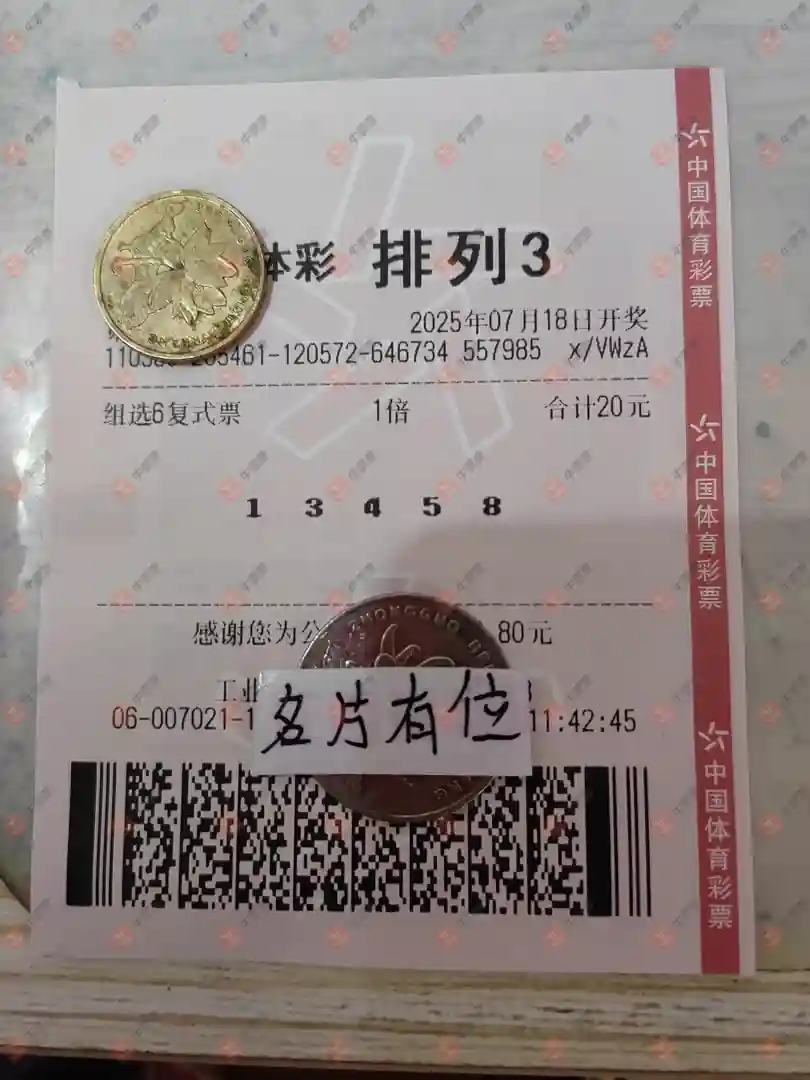 体彩 排列3
2025年07月18日开奖
461-120572-646734 557985 x/VWzA
组选6复式票 1倍 合计20元
1 3 4 5 8
感谢您为公 80元
工业
06-007021-1 11:42:45
名片有位
中国体育彩票
中国体育彩票
中国体育彩票